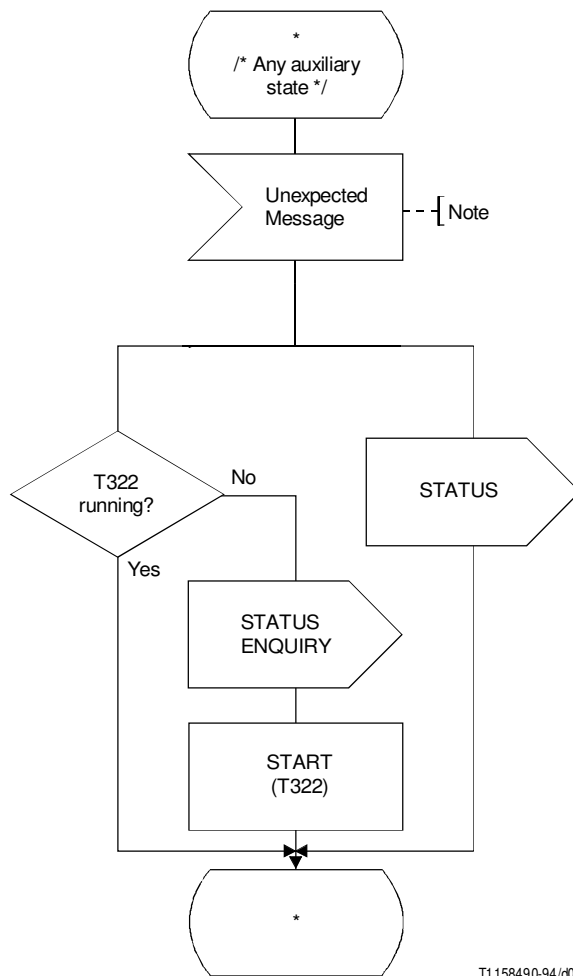 *
/* Any auxiliary
state */
Unexpected
Message
Note
T322
running?
No
Yes
STATUS
STATUS
ENQUIRY
START
(T322)
*
T1158490-94/d0